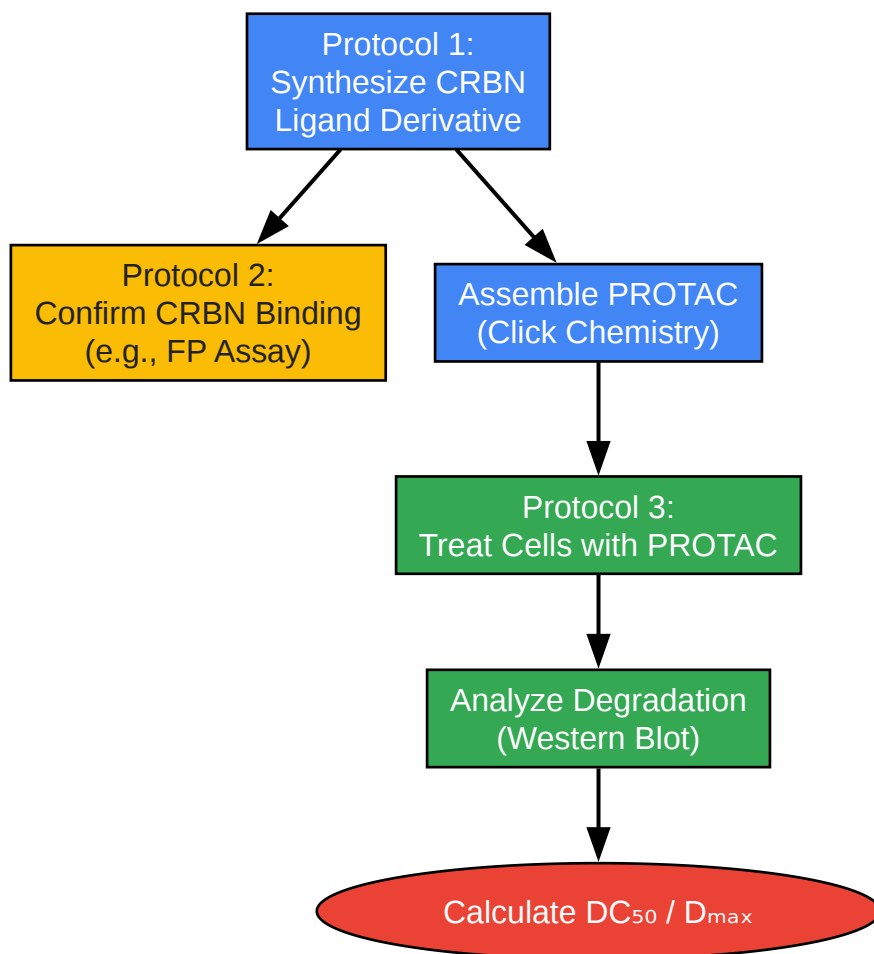 Protocol 1:
Synthesize CRBN
Ligand Derivative
Protocol 2:
Confirm CRBN Binding
(e.g., FP Assay)
Assemble PROTAC
(Click Chemistry)
Protocol 3:
Treat Cells with PROTAC
Analyze Degradation
(Western Blot)
Calculate DC₅₀ / Dₘₐₓ